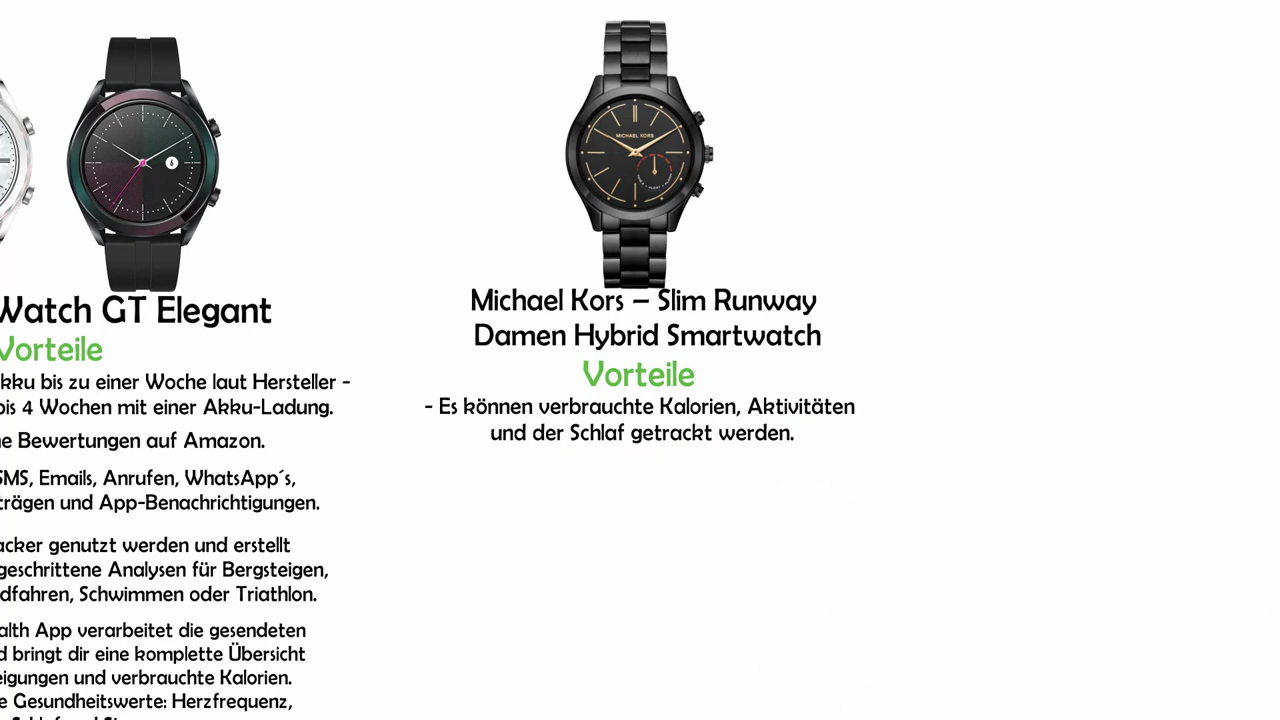 Watch GT Elegant
Vorteile
kku bis zu einer Woche laut Hersteller -
bis 4 Wochen mit einer Akku-Ladung.
ne Bewertungen auf Amazon.
SMS, Emails, Anrufen, WhatsApp´s,
trägen und App-Benachrichtigungen.
acker genutzt werden und erstellt
geschrittene Analysen für Bergsteigen,
dfahren, Schwimmen oder Triathlon.
alth App verarbeitet die gesendeten
d bringt dir eine komplette Übersicht
eigungen und verbrauchte Kalorien.
e Gesundheitswerte: Herzfrequenz,
6
MICHAEL KORS
Michael Kors – Slim Runway
Damen Hybrid Smartwatch
Vorteile
- Es können verbrauchte Kalorien, Aktivitäten
und der Schlaf getrackt werden.